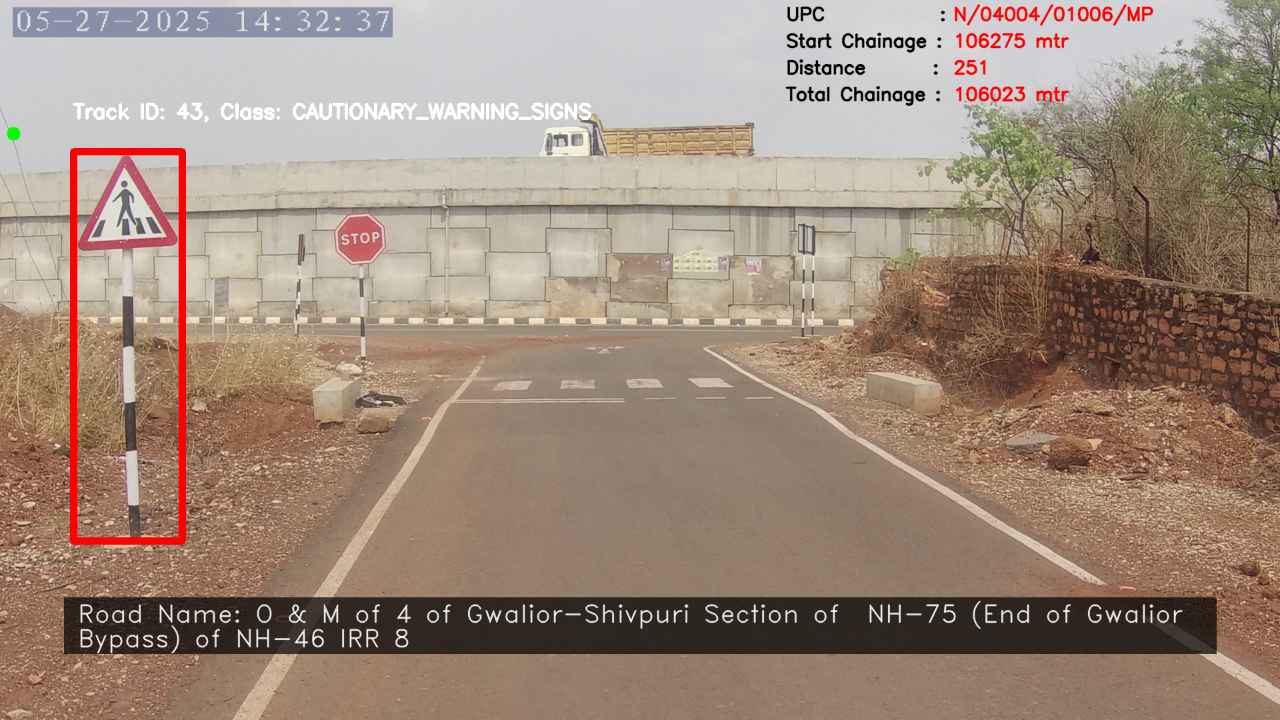 05-27-2025 14:32:37
UPC : N/04004/01006/MP
Start Chainage : 106275 mtr
Distance : 251
Total Chainage : 106023 mtr
Track ID: 43, Class: CAUTIONARY_WARNING_SIGNS
STOP
Road Name: O & M of 4 of Gwalior-Shivpuri Section of NH-75 (End of Gwalior
Bypass) of NH-46 IRR 8